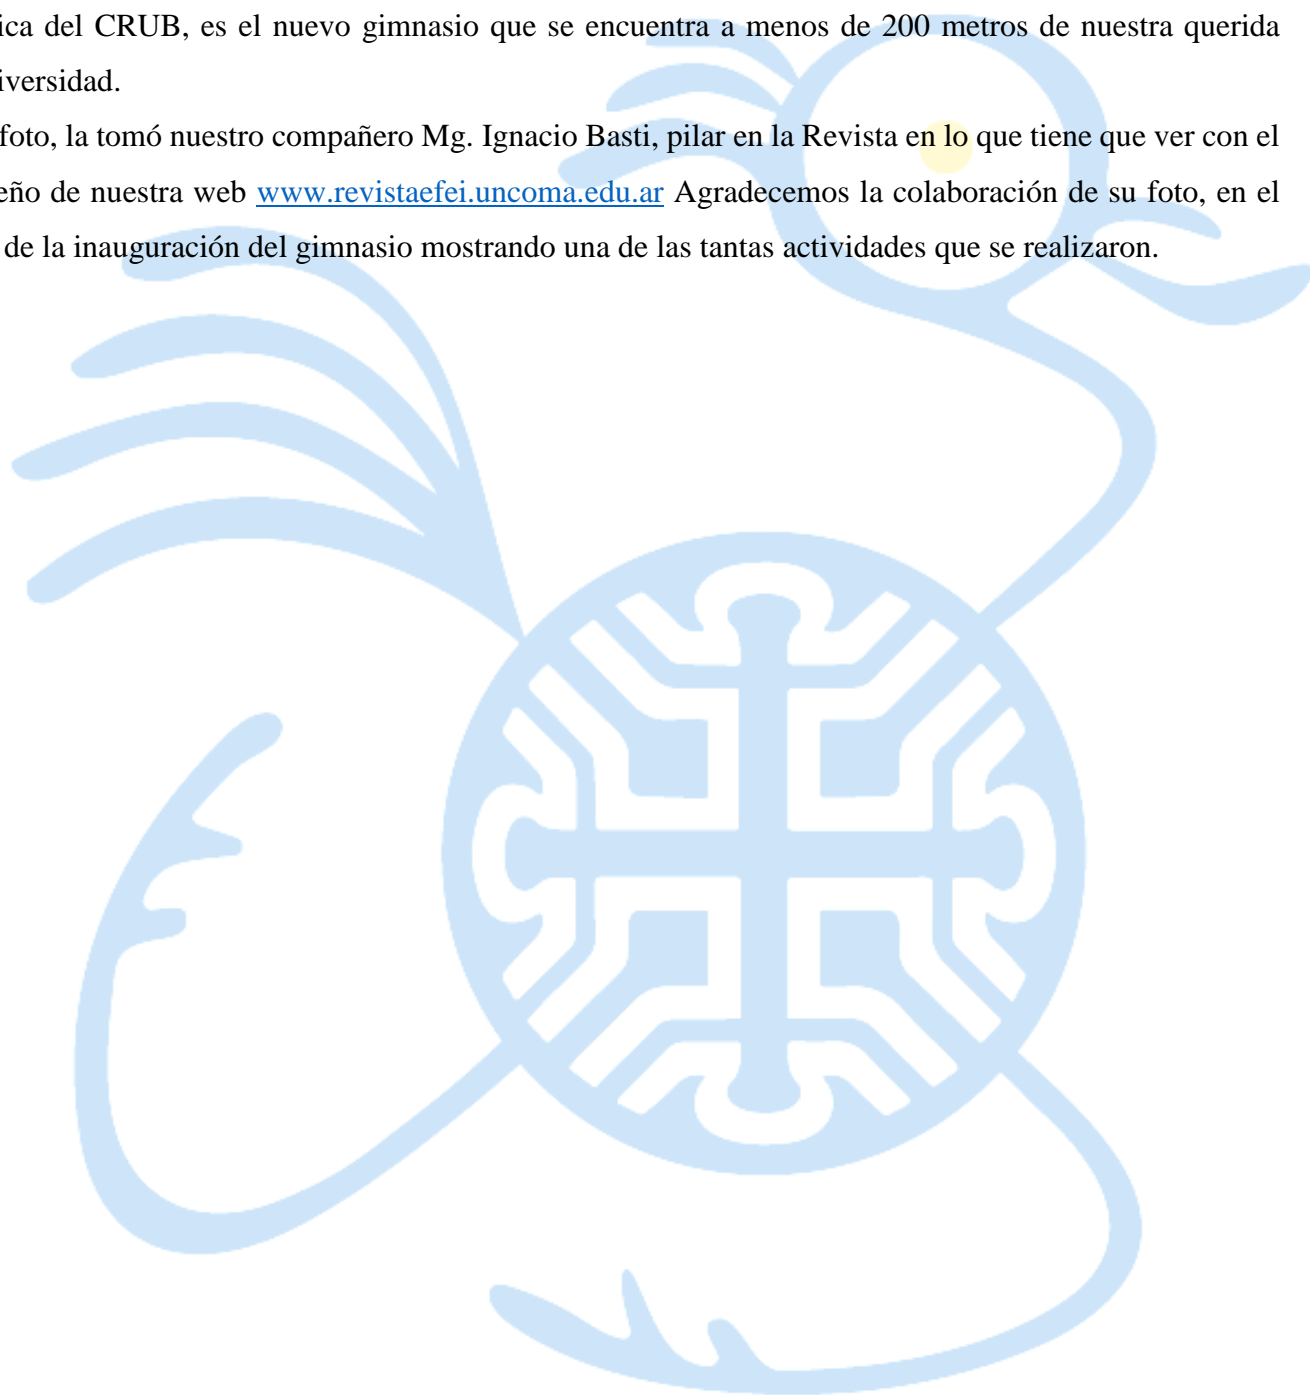 ica del CRUB, es el nuevo gimnasio que se encuentra a menos de 200 metros de nuestra querida
iversidad.
foto, la tomó nuestro compañero Mg. Ignacio Basti, pilar en la Revista en lo que tiene que ver con el
eño de nuestra web www.revistaefei.uncoma.edu.ar Agradecemos la colaboración de su foto, en el
de la inauguración del gimnasio mostrando una de las tantas actividades que se realizaron.